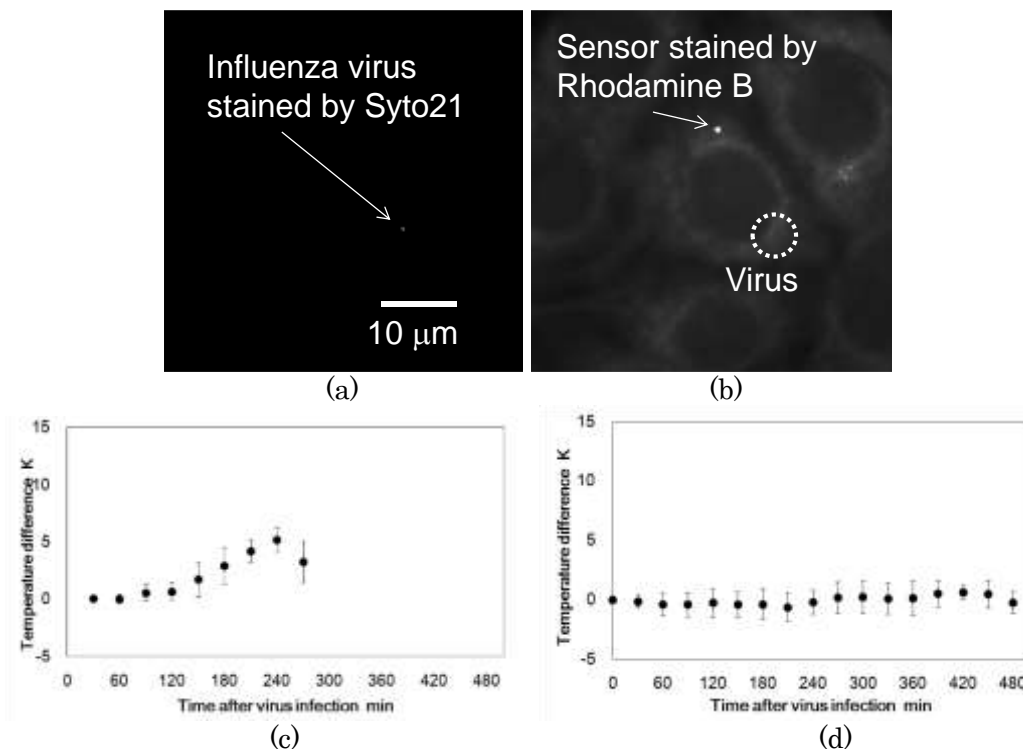 Influenza virus
stained by Syto21
10 μm
(a)
Sensor stained by
Rhodamine B
Virus
(b)
Temperature difference K
15
10
5
0
-5
0 60 120 180 240 300 360 420 480
Time after virus infection min
(c)
Temperature difference K
15
10
5
0
-5
0 60 120 180 240 300 360 420 480
Time after virus infection min
(d)